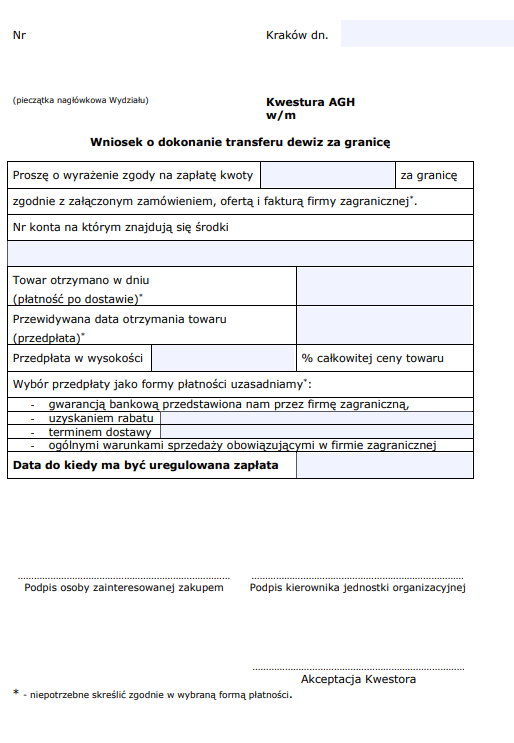 Nr Kraków dn.
(pieczątka nagłówkowa Wydziału)
Kwestura AGH
w/m
Wniosek o dokonanie transferu dewiz za granicę
Proszę o wyrażenie zgody na zapłatę kwoty za granicę
zgodnie z załączonym zamówieniem, ofertą i fakturą firmy zagranicznej*.
Nr konta na którym znajdują się środki
Towar otrzymano w dniu
(płatność po dostawie)*
Przewidywana data otrzymania towaru
(przedpłata)*
Przedpłata w wysokości % całkowitej ceny towaru
Wybór przedpłaty jako formy płatności uzasadniamy*:
- gwarancją bankową przedstawiona nam przez firmę zagraniczną,
- uzyskaniem rabatu
- terminem dostawy
- ogólnymi warunkami sprzedaży obowiązującymi w firmie zagranicznej
Data do kiedy ma być uregulowana zapłata
Podpis osoby zainteresowanej zakupem Podpis kierownika jednostki organizacyjnej
Akceptacja Kwestora
* - niepotrzebne skreślić zgodnie w wybraną formą płatności.